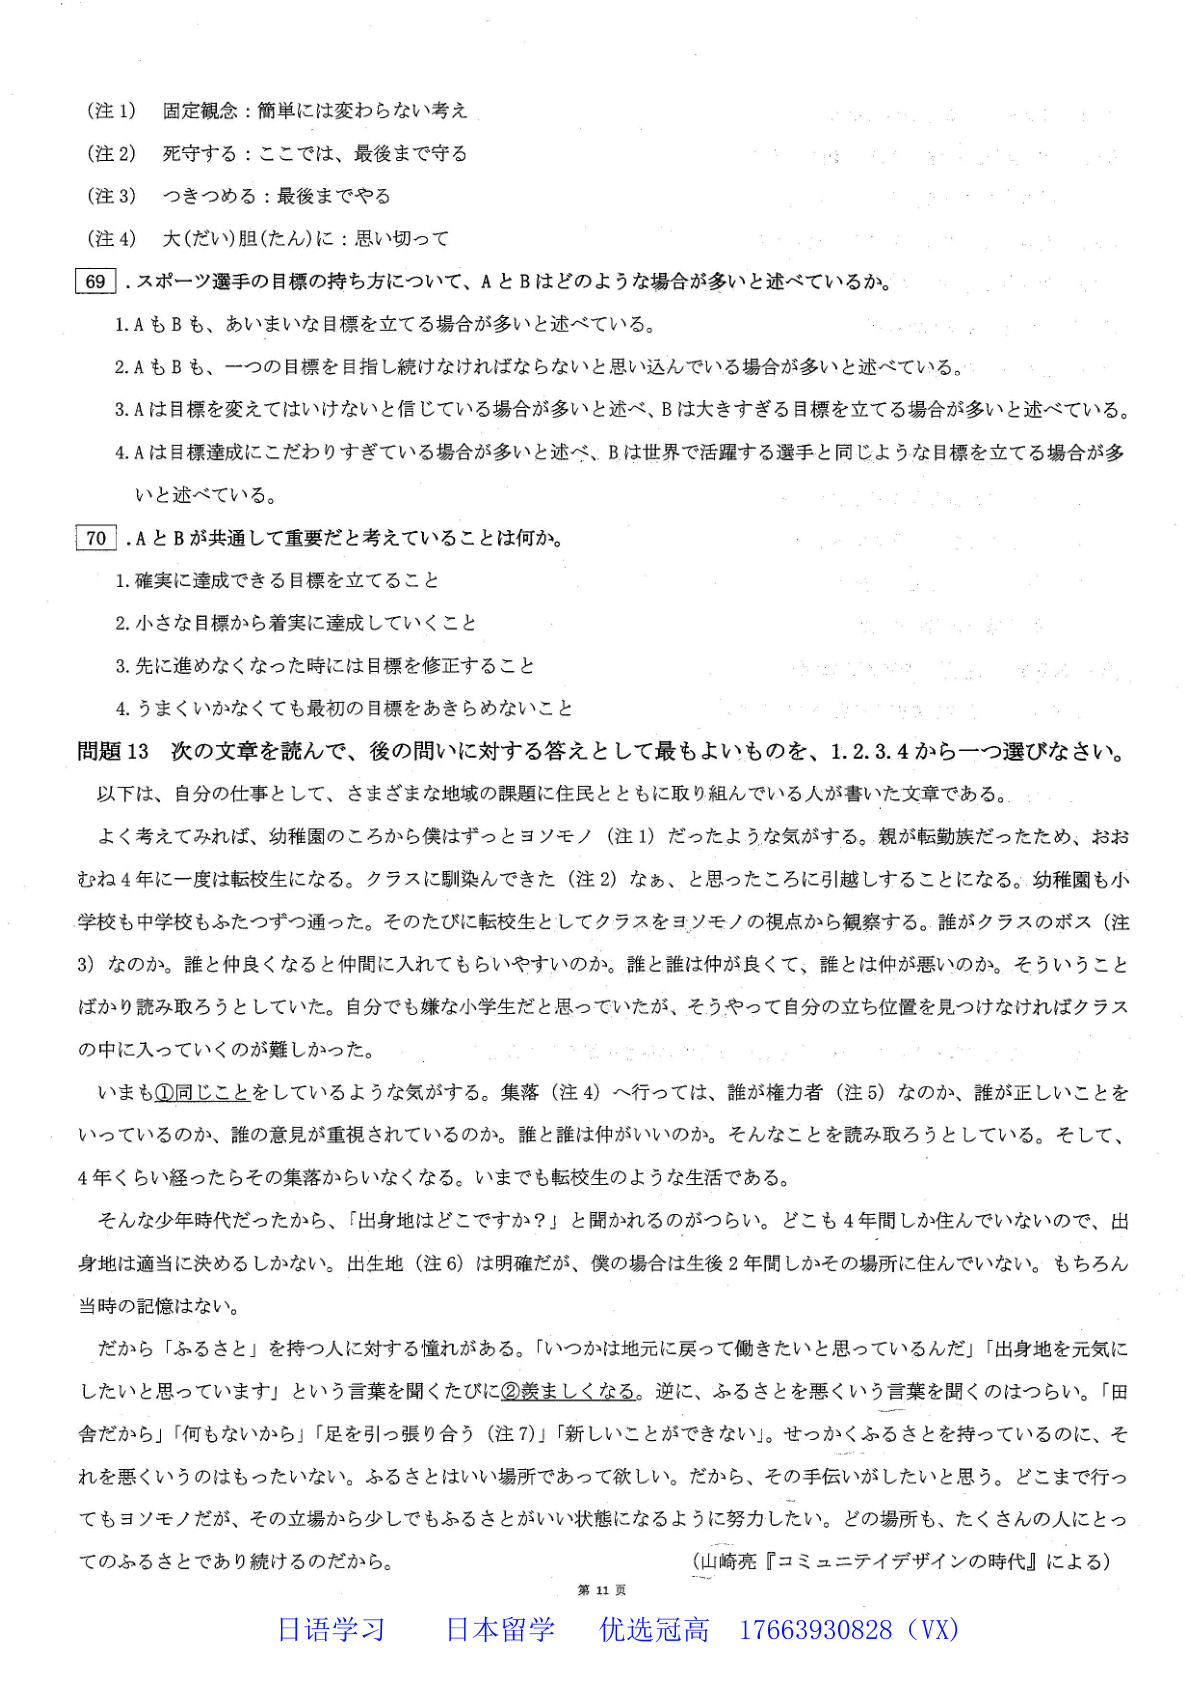 （注1）　固定観念：簡単には変わらない考え
（注2）　死守する：ここでは、最後まで守る
（注3）　つきつめる：最後までやる
（注4）　大(だい)胆(たん)に：思い切って
69 .スポーツ選手の目標の持ち方について、AとBはどのような場合が多いと述べているか。
1.AもBも、あいまいな目標を立てる場合が多いと述べている。
2.AもBも、一つの目標を目指し続けなければならないと思い込んでいる場合が多いと述べている。
3.Aは目標を変えてはいけないと信じている場合が多いと述べ、Bは大きすぎる目標を立てる場合が多いと述べている。
4.Aは目標達成にこだわりすぎている場合が多いと述べ、Bは世界で活躍する選手と同じような目標を立てる場合が多
いと述べている。
70 .AとBが共通して重要だと考えていることは何か。
1.確実に達成できる目標を立てること
2.小さな目標から着実に達成していくこと
3.先に進めなくなった時には目標を修正すること
4.うまくいかなくても最初の目標をあきらめないこと
問題13　次の文章を読んで、後の問いに対する答えとして最もよいものを、1.2.3.4から一つ選びなさい。
以下は、自分の仕事として、さまざまな地域の課題に住民とともに取り組んでいる人が書いた文章である。
よく考えてみれば、幼稚園のころから僕はずっとヨソモノ（注1）だったような気がする。親が転勤族だったため、おお
むね4年に一度は転校生になる。クラスに馴染んできた（注2）なぁ、と思ったころに引越しすることになる。幼稚園も小
学校も中学校もふたつずつ通った。そのたびに転校生としてクラスをヨソモノの視点から観察する。誰がクラスのボス（注
3）なのか。誰と仲良くなると仲間に入れてもらいやすいのか。誰と誰は仲が良くて、誰とは仲が悪いのか。そういうこと
ばかり読み取ろうとしていた。自分でも嫌な小学生だと思っていたが、そうやって自分の立ち位置を見つけなければクラス
の中に入っていくのが難しかった。
いまも①同じことをしているような気がする。集落（注4）へ行っては、誰が権力者（注5）なのか、誰が正しいことを
いっているのか、誰の意見が重視されているのか。誰と誰は仲がいいのか。そんなことを読み取ろうとしている。そして、
4年くらい経ったらその集落からいなくなる。いまでも転校生のような生活である。
そんな少年時代だったから、「出身地はどこですか？」と聞かれるのがつらい。どこも4年間しか住んでいないので、出
身地は適当に決めるしかない。出生地（注6）は明確だが、僕の場合は生後2年間しかその場所に住んでいない。もちろん
当時の記憶はない。
だから「ふるさと」を持つ人に対する憧れがある。「いつかは地元に戻って働きたいと思っているんだ」「出身地を元気に
したいと思っています」という言葉を聞くたびに②羨ましくなる。逆に、ふるさとを悪くいう言葉を聞くのはつらい。「田
舎だから」「何もないから」「足を引っ張り合う（注7）」「新しいことができない」。せっかくふるさとを持っているのに、そ
れを悪くいうのはもったいない。ふるさとはいい場所であって欲しい。だから、その手伝いがしたいと思う。どこまで行っ
てもヨソモノだが、その立場から少しでもふるさとがいい状態になるように努力したい。どの場所も、たくさんの人にとっ
てのふるさとであり続けるのだから。　（山崎亮『コミュニテイデザインの時代』による）
第 11 页
日语学习　日本留学　优选冠高　17663930828（VX)